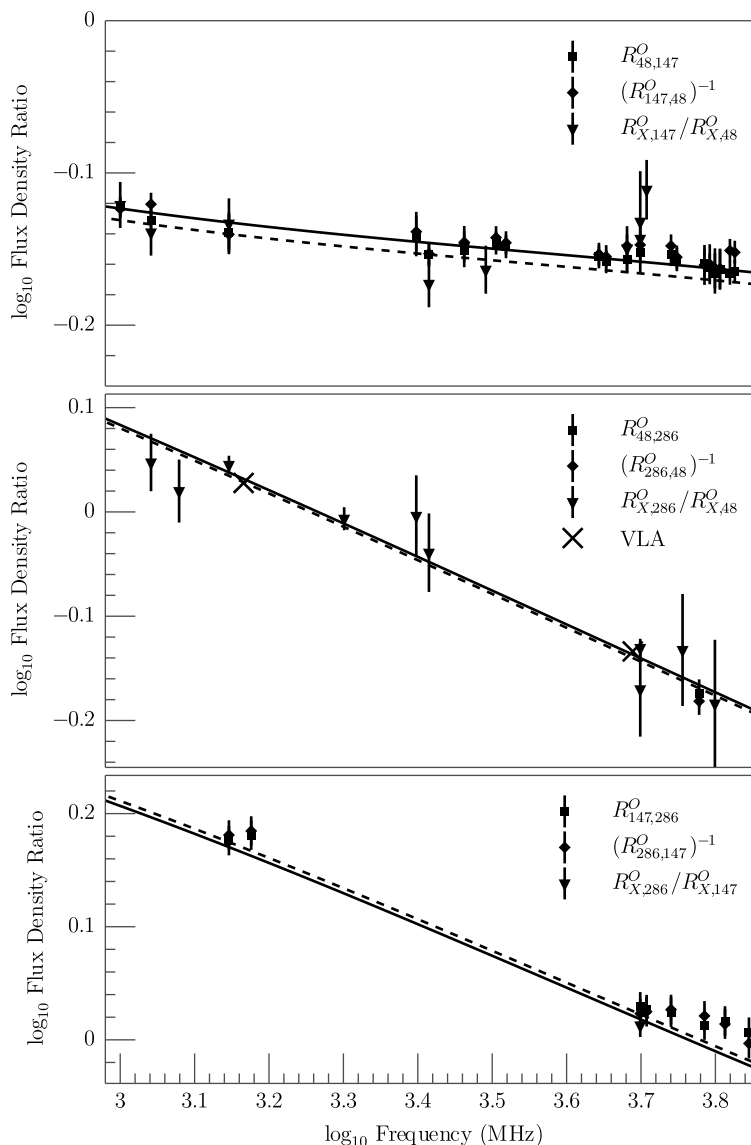 0
−0.1
−0.2
log₁₀ Flux Density Ratio
R^O_{48,147}
(R^O_{147,48})^{−1}
R^O_{X,147}/R^O_{X,48}
0.1
0
−0.1
−0.2
log₁₀ Flux Density Ratio
R^O_{48,286}
(R^O_{286,48})^{−1}
R^O_{X,286}/R^O_{X,48}
VLA
0.2
0.1
0
log₁₀ Flux Density Ratio
R^O_{147,286}
(R^O_{286,147})^{−1}
R^O_{X,286}/R^O_{X,147}
3 3.1 3.2 3.3 3.4 3.5 3.6 3.7 3.8
log₁₀ Frequency (MHz)